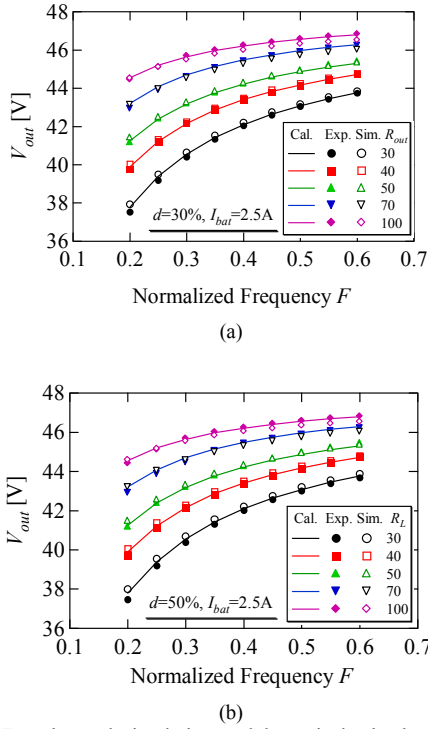 48
46
44
42
40
38
36
V_out [V]
Cal. Exp. Sim. R_out
30
40
50
70
100
d=30%, I_bat=2.5A
0.1 0.2 0.3 0.4 0.5 0.6 0.7
Normalized Frequency F
(a)
48
46
44
42
40
38
36
V_out [V]
Cal. Exp. Sim. R_L
30
40
50
70
100
d=50%, I_bat=2.5A
0.1 0.2 0.3 0.4 0.5 0.6 0.7
Normalized Frequency F
(b)